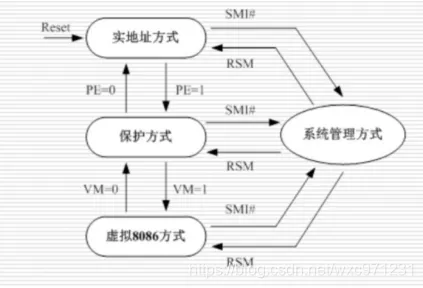 SMI#
Reset
实地址方式
RSM
PE=0
PE=1
SMI#
保护方式
系统管理方式
RSM
VM=0
VM=1
SMI#
虚拟8086方式
RSM
https://blog.csdn.net/wxc971231